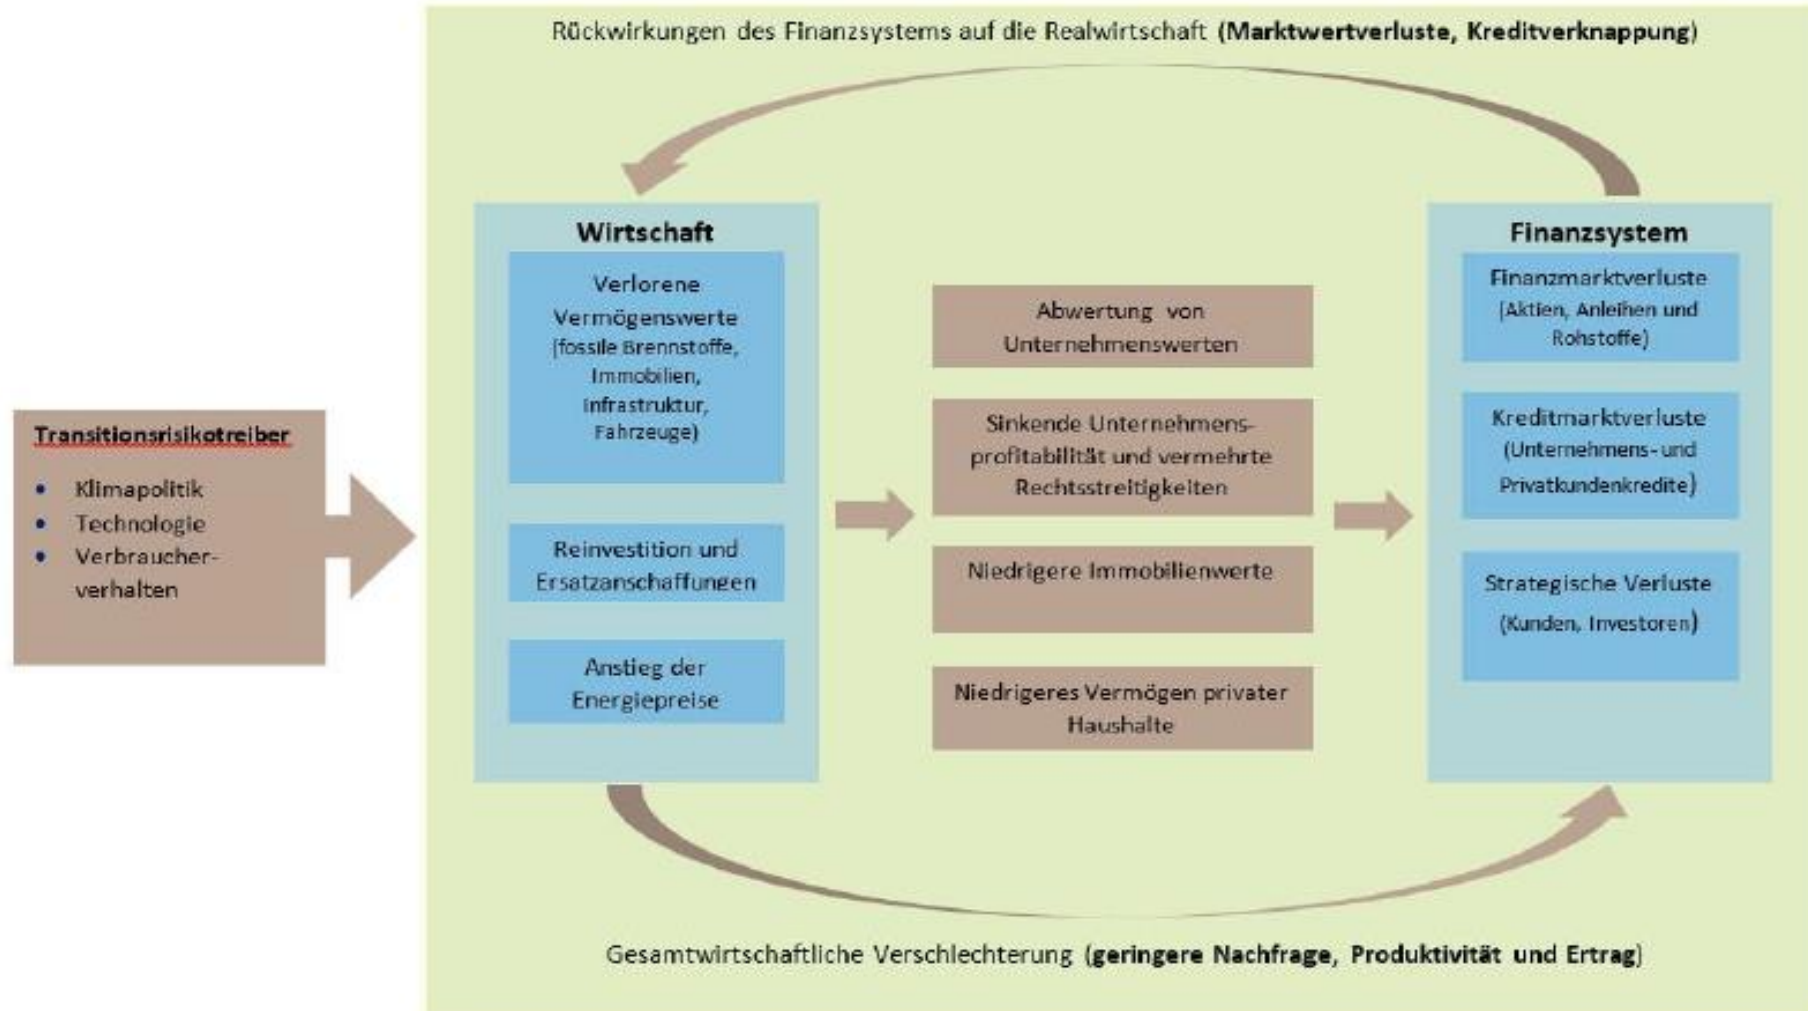 Rückwirkungen des Finanzsystems auf die Realwirtschaft (Marktwertverluste, Kreditverknappung)
Transitionsrisikotreiber
• Klimapolitik
• Technologie
• Verbraucher-
verhalten
Wirtschaft
Verlorene
Vermögenswerte
(fossile Brennstoffe,
Immobilien,
Infrastruktur,
Fahrzeuge)
Reinvestition und
Ersatzanschaffungen
Anstieg der
Energiepreise
Abwertung von
Unternehmenswerten
Sinkende Unternehmens-
profitabilität und vermehrte
Rechtsstreitigkeiten
Niedrigere Immobilienwerte
Niedrigeres Vermögen privater
Haushalte
Finanzsystem
Finanzmarktverluste
(Aktien, Anleihen und
Rohstoffe)
Kreditmarktverluste
(Unternehmens- und
Privatkundenkredite)
Strategische Verluste
(Kunden, Investoren)
Gesamtwirtschaftliche Verschlechterung (geringere Nachfrage, Produktivität und Ertrag)